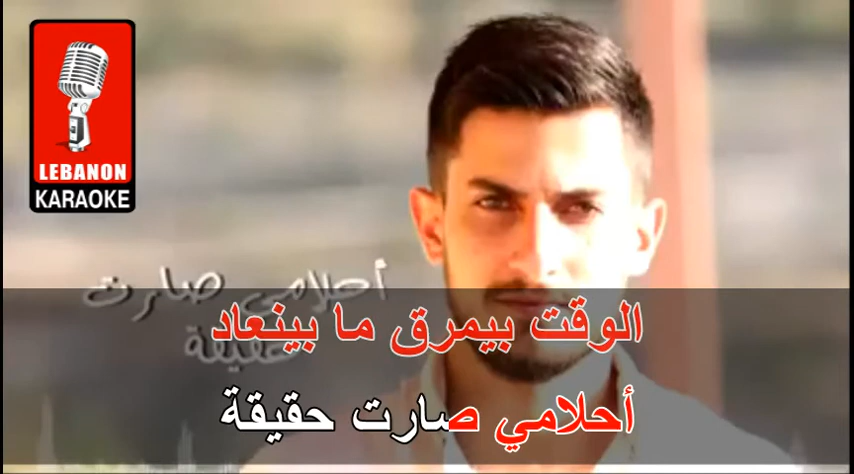 LEBANON
KARAOKE
أحلامي صارت
حقيقة
الوقت بيمرق ما بينعاد
أحلامي صارت حقيقة